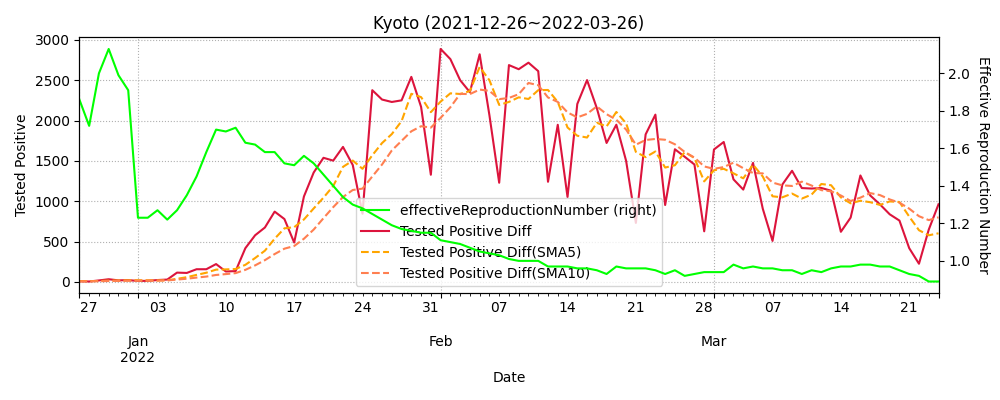 Kyoto (2021-12-26~2022-03-26)
3000
2500
2000
1500
1000
500
0
Tested Positive
2.0
1.8
1.6
1.4
1.2
1.0
Effective Reproduction Number
effectiveReproductionNumber (right)
Tested Positive Diff
Tested Positive Diff(SMA5)
Tested Positive Diff(SMA10)
27 03 10 17 24 31 07 14 21 28 07 14 21
Jan Feb Mar
2022
Date